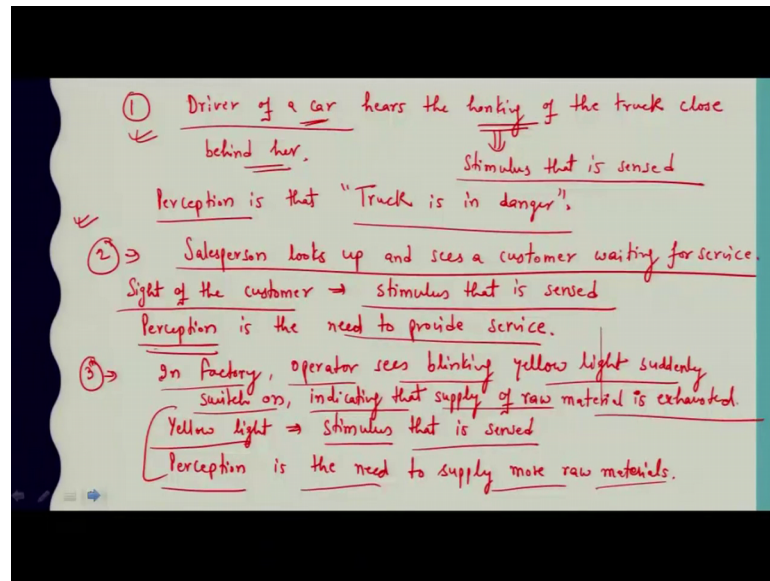 ① Driver of a car hears the honking of the truck close
behind her.
Stimulus that is sensed
Perception is that "Truck is in danger".
② ⇒ Salesperson looks up and sees a customer waiting for service.
Sight of the customer → stimulus that is sensed
Perception is the need to provide service.
③ ⇒ In factory, operator sees blinking yellow light suddenly
switch on, indicating that supply of raw material is exhausted.
Yellow light ⇒ stimulus that is sensed
Perception is the need to supply more raw materials.